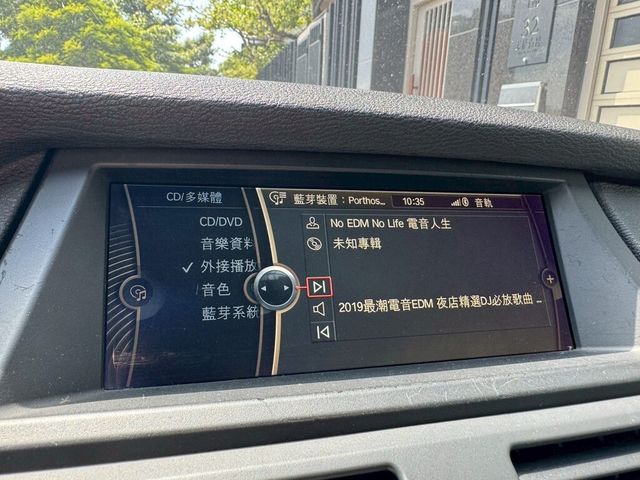 CD/多媒體
CD/DVD
音樂資料
✓ 外接播放
音色
藍芽系統
藍芽裝置：Porthos...
10:35
音軌
No EDM No Life 電音人生
未知專輯
2019最潮電音EDM 夜店精選DJ必放歌曲 ...
32